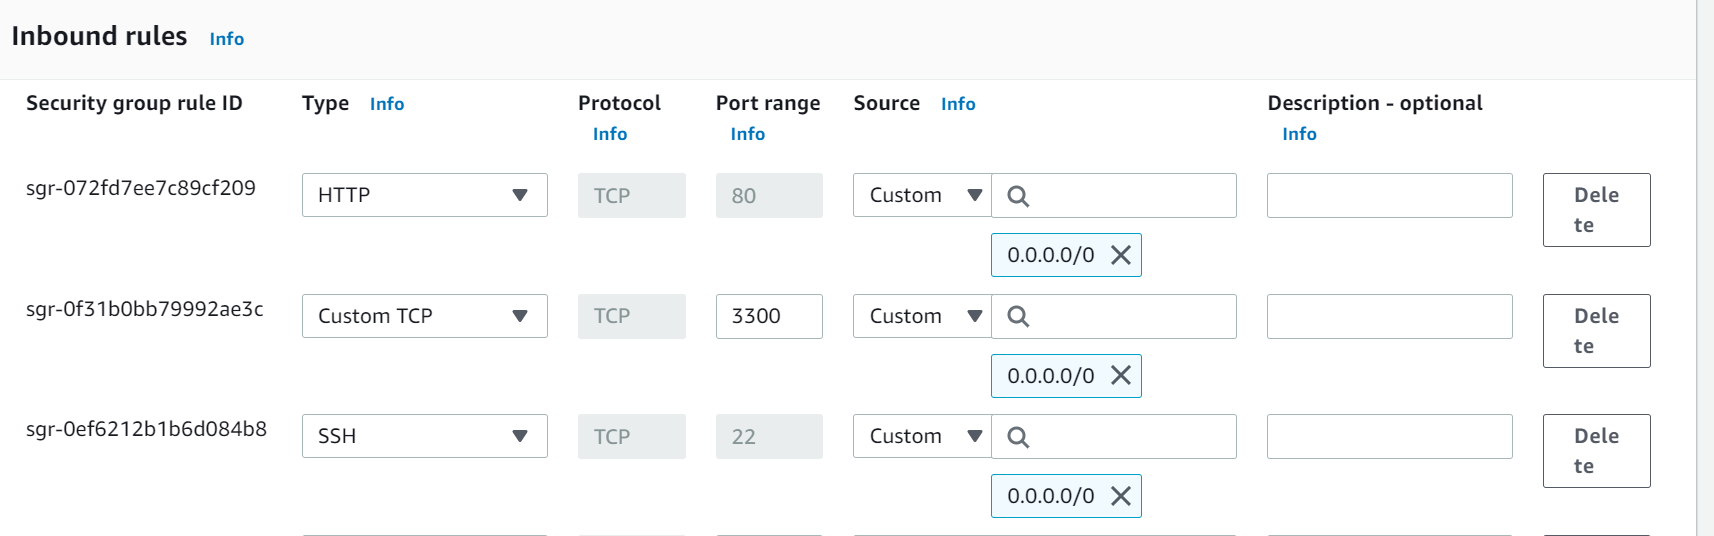 Inbound rules Info
Security group rule ID Type Info Protocol Info Port range Info Source Info Description - optional Info
sgr-072fd7ee7c89cf209 HTTP TCP 80 Custom Delete
0.0.0.0/0
sgr-0f31b0bb79992ae3c Custom TCP TCP 3300 Custom Delete
0.0.0.0/0
sgr-0ef6212b1b6d084b8 SSH TCP 22 Custom Delete
0.0.0.0/0